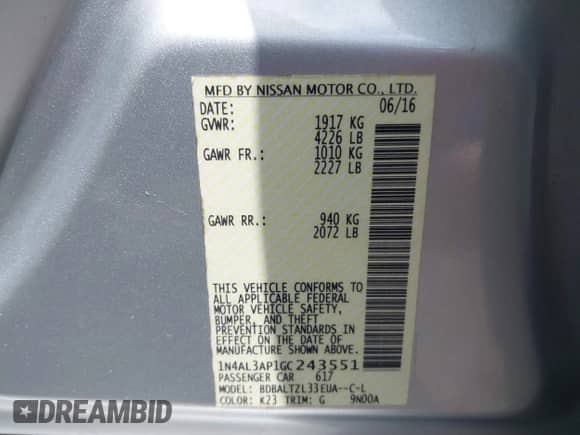 MFD BY NISSAN MOTOR CO., LTD.
DATE: 06/16
GVWR: 1917 KG
4226 LB
GAWR FR.: 1010 KG
2227 LB
GAWR RR.: 940 KG
2072 LB
THIS VEHICLE CONFORMS TO
ALL APPLICABLE FEDERAL
MOTOR VEHICLE SAFETY,
BUMPER, AND THEFT
PREVENTION STANDARDS IN
EFFECT ON THE DATE OF
MANUFACTURE SHOWN ABOVE.
1N4AL3AP1GC243551
PASSENGER CAR 617
MODEL: BDBALTZL33EUA--C-L
COLOR: K23 TRIM: G 9N00A
DREAMBID